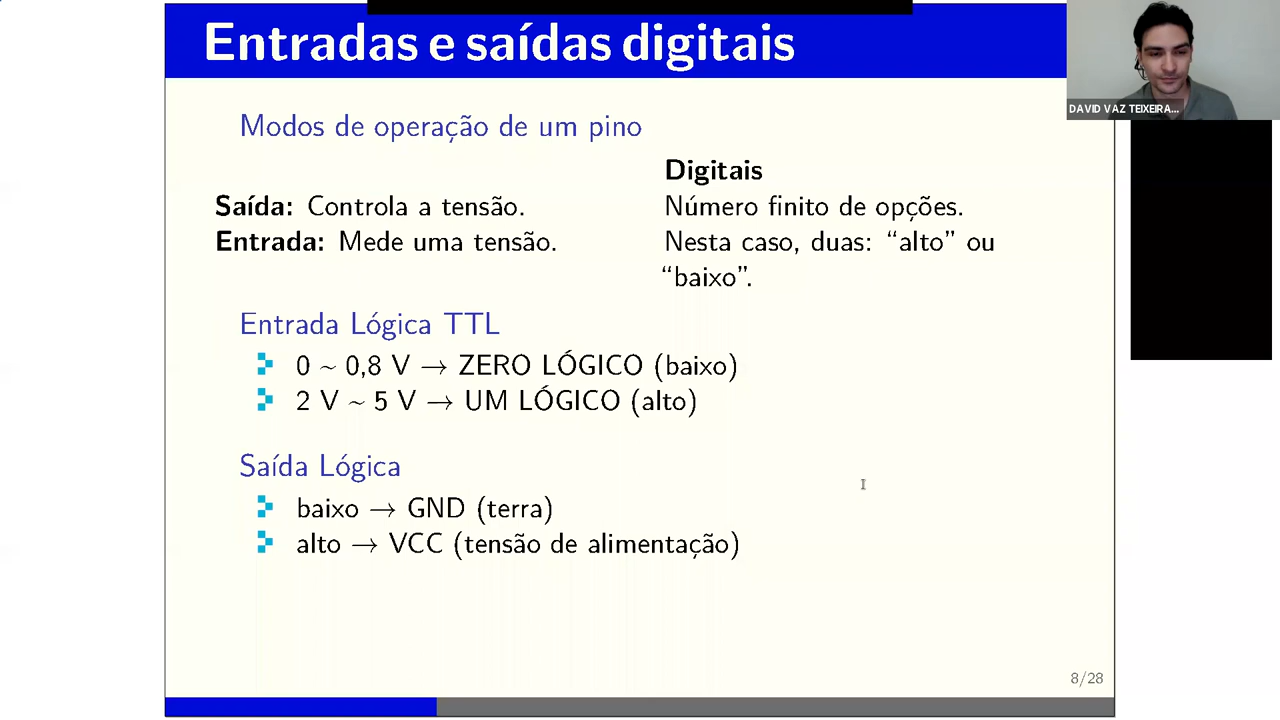 Entradas e saídas digitais
DAVID VAZ TEIXEIRA...
Modos de operação de um pino
Saída: Controla a tensão.
Entrada: Mede uma tensão.
Digitais
Número finito de opções.
Nesta caso, duas: “alto” ou
“baixo”.
Entrada Lógica TTL
0 ~ 0,8 V → ZERO LÓGICO (baixo)
2 V ~ 5 V → UM LÓGICO (alto)
Saída Lógica
baixo → GND (terra)
alto → VCC (tensão de alimentação)
8/28